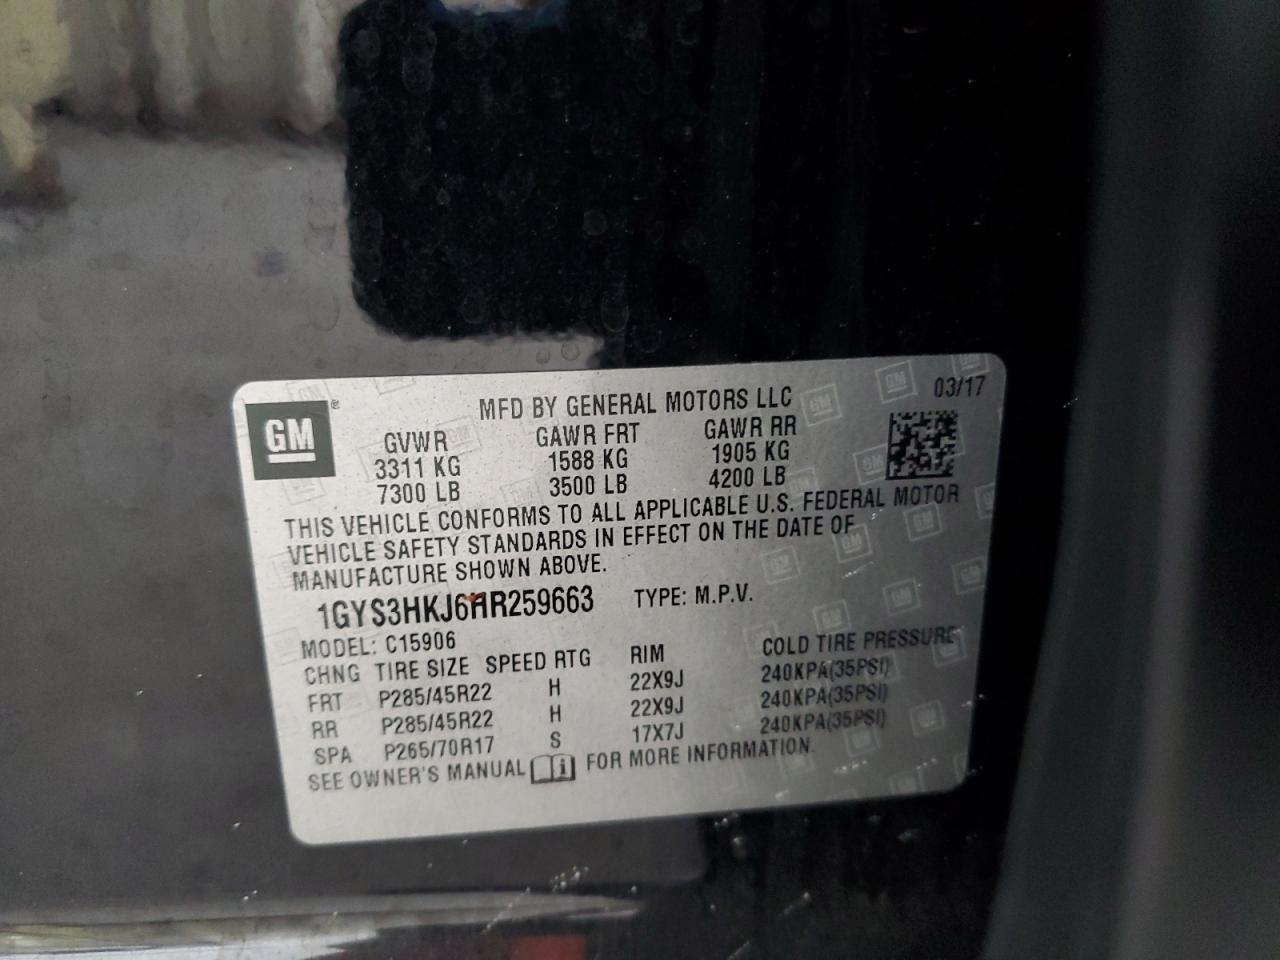 03/17
GM ®
MFD BY GENERAL MOTORS LLC
GVWR GAWR FRT GAWR RR
3311 KG 1588 KG 1905 KG
7300 LB 3500 LB 4200 LB
THIS VEHICLE CONFORMS TO ALL APPLICABLE U.S. FEDERAL MOTOR
VEHICLE SAFETY STANDARDS IN EFFECT ON THE DATE OF
MANUFACTURE SHOWN ABOVE.
1GYS3HKJ6HR259663 TYPE: M.P.V.
MODEL: C15906
CHNG TIRE SIZE SPEED RTG RIM COLD TIRE PRESSURE
FRT P285/45R22 H 22X9J 240KPA(35PSI)
RR P285/45R22 H 22X9J 240KPA(35PSI)
SPA P265/70R17 S 17X7J 240KPA(35PSI)
SEE OWNER'S MANUAL FOR MORE INFORMATION.